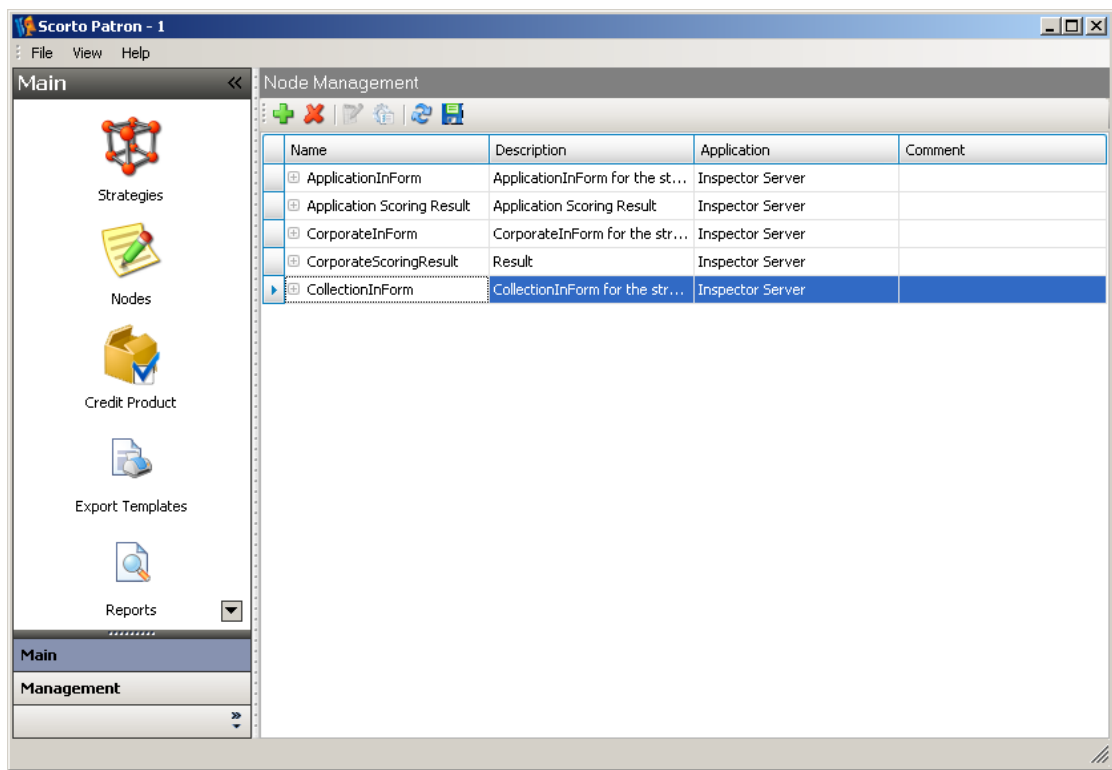 Scorto Patron - 1
File View Help
Main
Node Management
Strategies
Nodes
Credit Product
Export Templates
Reports
Main
Management
Name Description Application Comment
ApplicationInForm ApplicationInForm for the st... Inspector Server
Application Scoring Result Application Scoring Result Inspector Server
CorporateInForm CorporateInForm for the str... Inspector Server
CorporateScoringResult Result Inspector Server
CollectionInForm CollectionInForm for the str... Inspector Server